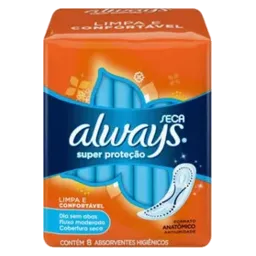 LIMPA E
CONFORTÁVEL
SECA
always
super proteção
LIMPA E
CONFORTÁVEL
Dia sem abas
Fluxo moderado
Cobertura seca
FORMATO
ANATÔMICO
CONTÉM 8 ABSORVENTES HIGIÊNICOS